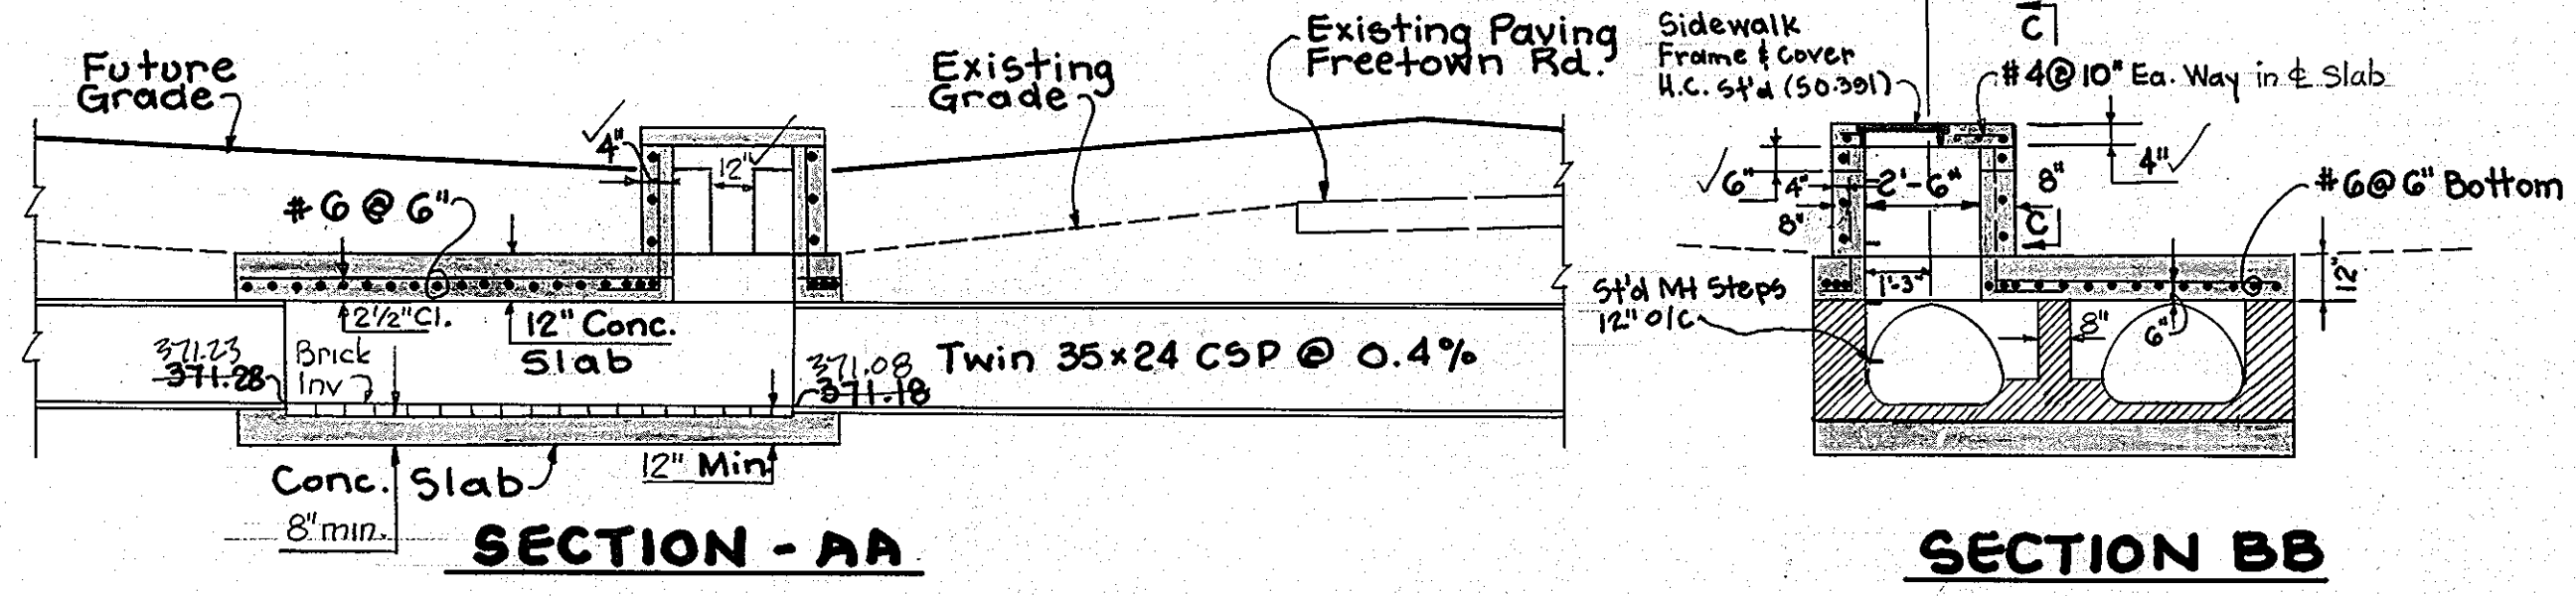 Future
Grade
4"
12"
# 6 @ 6"
2½" Cl.
12" Conc.
Slab
371.23
371.28
Brick
Inv
371.08
371.18
Twin 35×24 CSP @ 0.4%
Conc. Slab
8" min.
12" Min.
SECTION - AA
Existing
Grade
Existing Paving
Freetown Rd.
Sidewalk
Frame & Cover
H.C. St'd (S0.391)
C
#4@10" Ea. Way in ℄ Slab
6"
4"
2'-6"
8"
8"
4"
C
#6@6" Bottom
1'-3"
St'd MH Steps
12" O/C
8"
6"
12"
SECTION BB